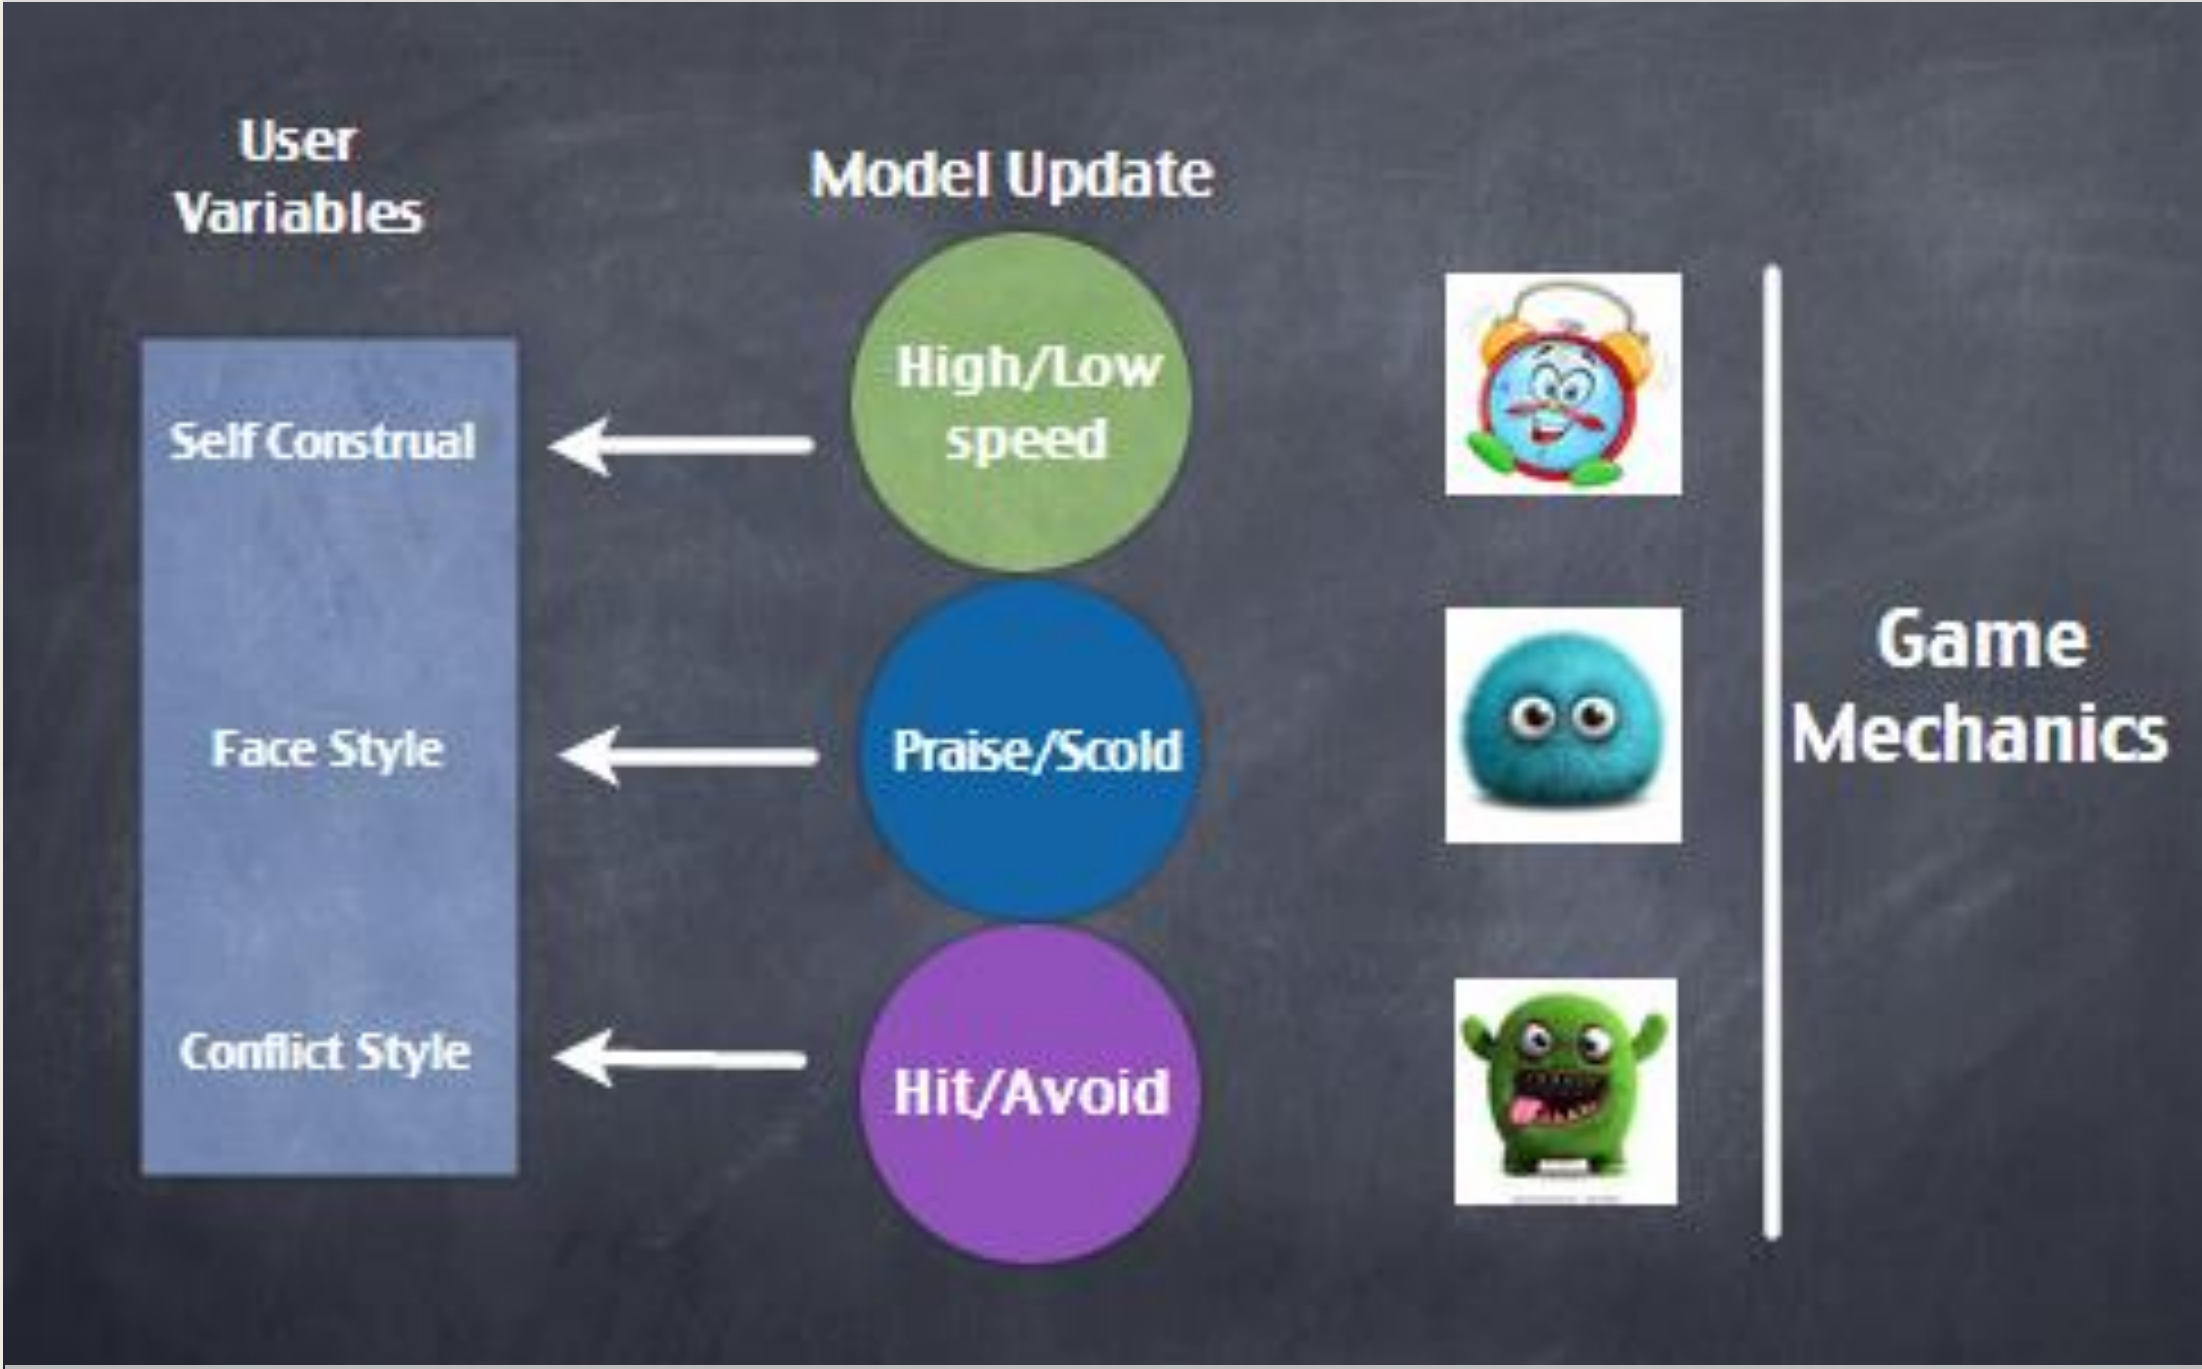 User
Variables
Model Update
High/Low
speed
Self Construal
Face Style
Praise/Scold
Conflict Style
Hit/Avoid
Game
Mechanics